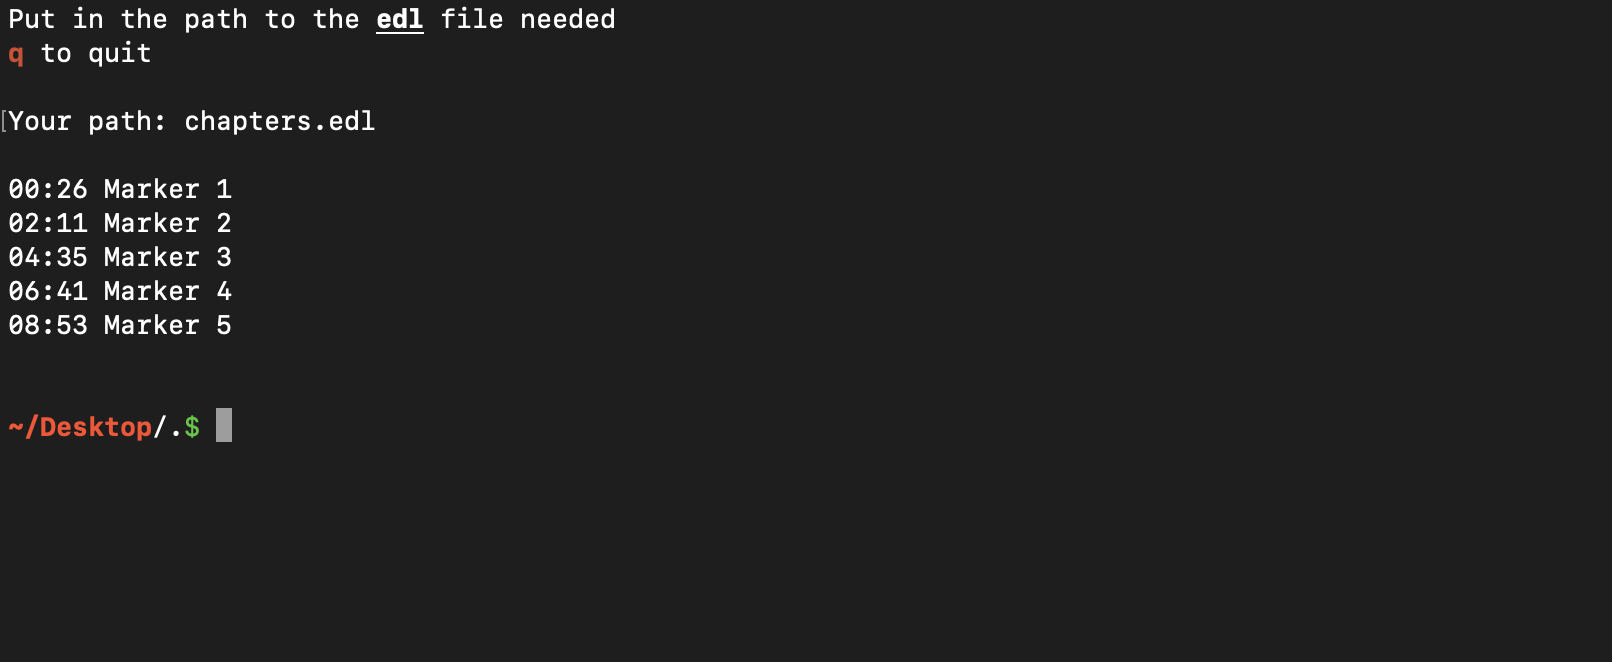 Put in the path to the edl file needed
q to quit
[Your path: chapters.edl
00:26 Marker 1
02:11 Marker 2
04:35 Marker 3
06:41 Marker 4
08:53 Marker 5
~/Desktop/.$